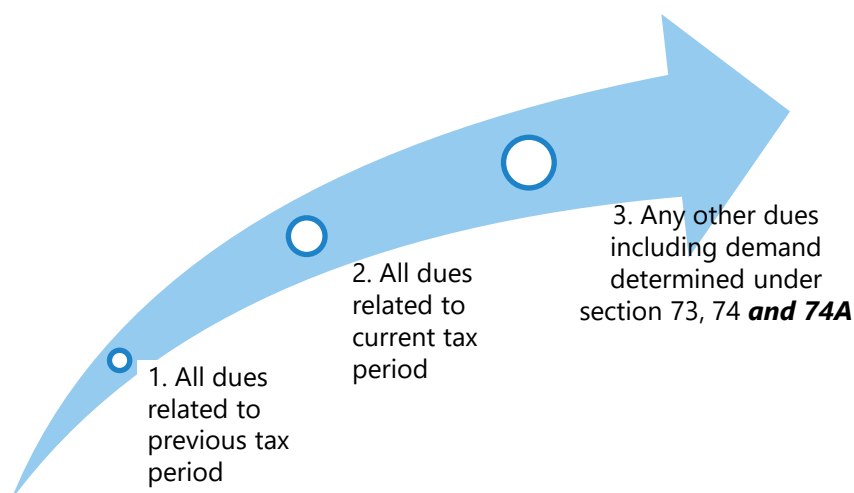 1. All dues
related to
previous tax
period
2. All dues
related to
current tax
period
3. Any other dues
including demand
determined under
section 73, 74 and 74A